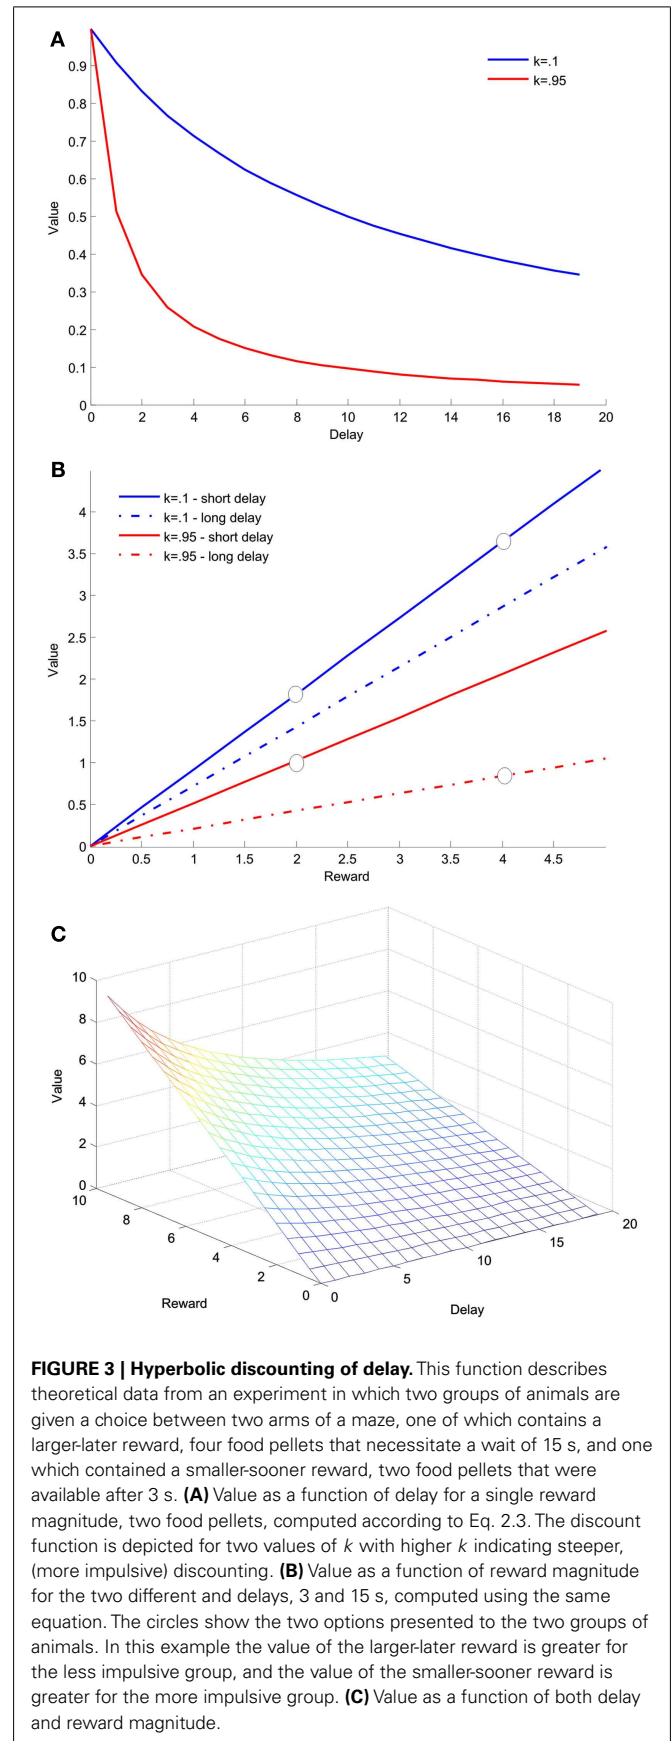 A
k=.1
k=.95
0.9
0.8
0.7
0.6
0.5
0.4
0.3
0.2
0.1
0
Value
0 2 4 6 8 10 12 14 16 18 20
Delay
B
k=.1 - short delay
k=.1 - long delay
k=.95 - short delay
k=.95 - long delay
4
3.5
3
2.5
2
1.5
1
0.5
0
Value
0 0.5 1 1.5 2 2.5 3 3.5 4 4.5
Reward
C
10
8
6
4
2
0
Value
10
8
6
4
2
0
Reward
0
5
10
15
20
Delay
FIGURE 3 | Hyperbolic discounting of delay. This function describes
theoretical data from an experiment in which two groups of animals are
given a choice between two arms of a maze, one of which contains a
larger-later reward, four food pellets that necessitate a wait of 15 s, and one
which contained a smaller-sooner reward, two food pellets that were
available after 3 s. (A) Value as a function of delay for a single reward
magnitude, two food pellets, computed according to Eq. 2.3. The discount
function is depicted for two values of k with higher k indicating steeper,
(more impulsive) discounting. (B) Value as a function of reward magnitude
for the two different and delays, 3 and 15 s, computed using the same
equation. The circles show the two options presented to the two groups of
animals. In this example the value of the larger-later reward is greater for
the less impulsive group, and the value of the smaller-sooner reward is
greater for the more impulsive group. (C) Value as a function of both delay
and reward magnitude.